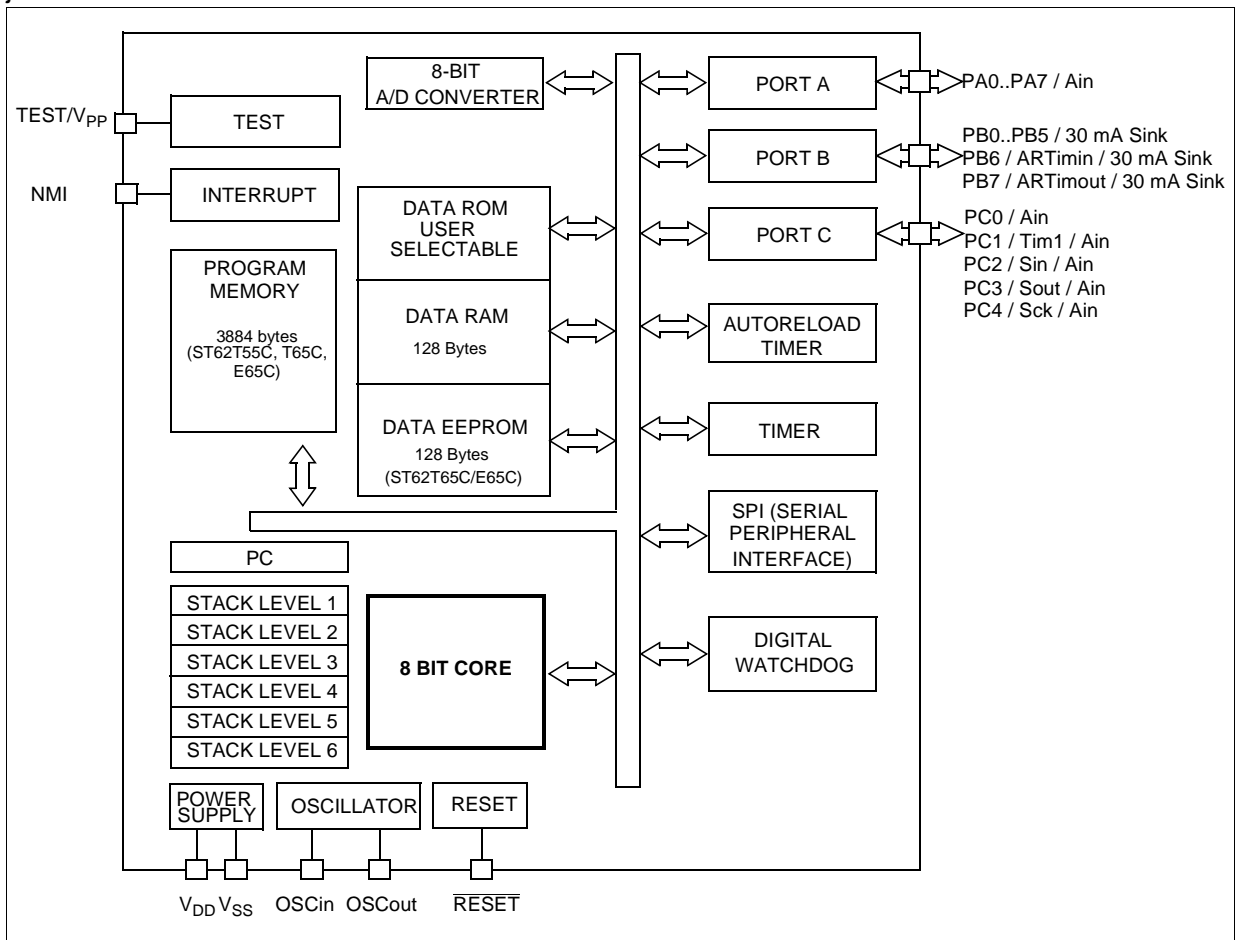 8-BIT
A/D CONVERTER
PORT A
PA0..PA7 / Ain
TEST/VPP
TEST
PORT B
PB0..PB5 / 30 mA Sink
PB6 / ARTimin / 30 mA Sink
PB7 / ARTimout / 30 mA Sink
NMI
INTERRUPT
DATA ROM
USER
SELECTABLE
PORT C
PC0 / Ain
PC1 / Tim1 / Ain
PC2 / Sin / Ain
PC3 / Sout / Ain
PC4 / Sck / Ain
PROGRAM
MEMORY
3884 bytes
(ST62T55C, T65C,
E65C)
DATA RAM
128 Bytes
AUTORELOAD
TIMER
DATA EEPROM
128 Bytes
(ST62T65C/E65C)
TIMER
SPI (SERIAL
PERIPHERAL
INTERFACE)
PC
STACK LEVEL 1
STACK LEVEL 2
STACK LEVEL 3
STACK LEVEL 4
STACK LEVEL 5
STACK LEVEL 6
8 BIT CORE
DIGITAL
WATCHDOG
POWER
SUPPLY
OSCILLATOR
RESET
VDD VSS
OSCin OSCout
RESET